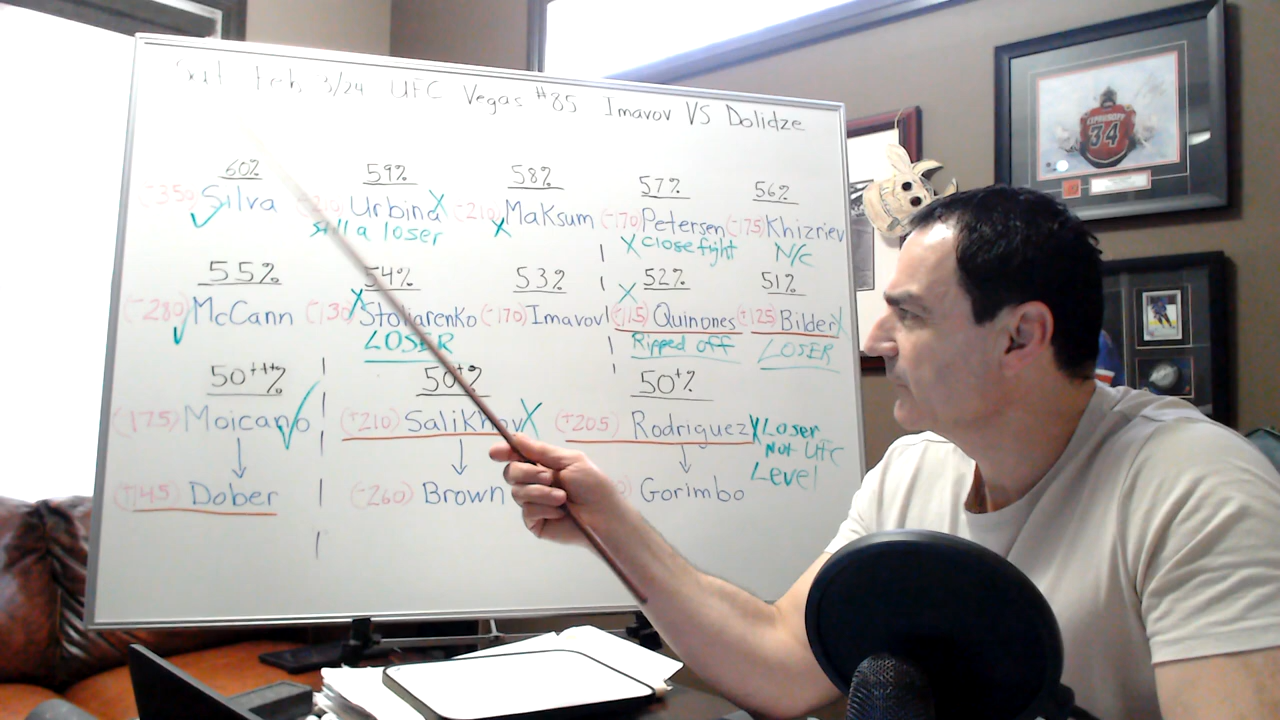 Sat Feb 3/24 UFC Vegas #85 Imavov VS Dolidze
60% 59% 58% 57% 56%
(-350) Silva ✓ Urbina X (-210) X Maksum (-170) Petersen (-175) Khizriev
still a loser X close fight N/C
55% 54% 53% 52% 51%
(-280) ✓ McCann (-130) X Stoliarenko (-170) Imavov X (-115) Quinones (+125) Bilder X
LOSER Ripped off LOSER
50+++% 50+% 50+%
(-175) Moicano ✓ (+210) Salikhov X (+205) Rodriguez X Loser
Not UFC
Level
↓ ↓ ↓
(+145) Dober (-260) Brown Gorimbo
34